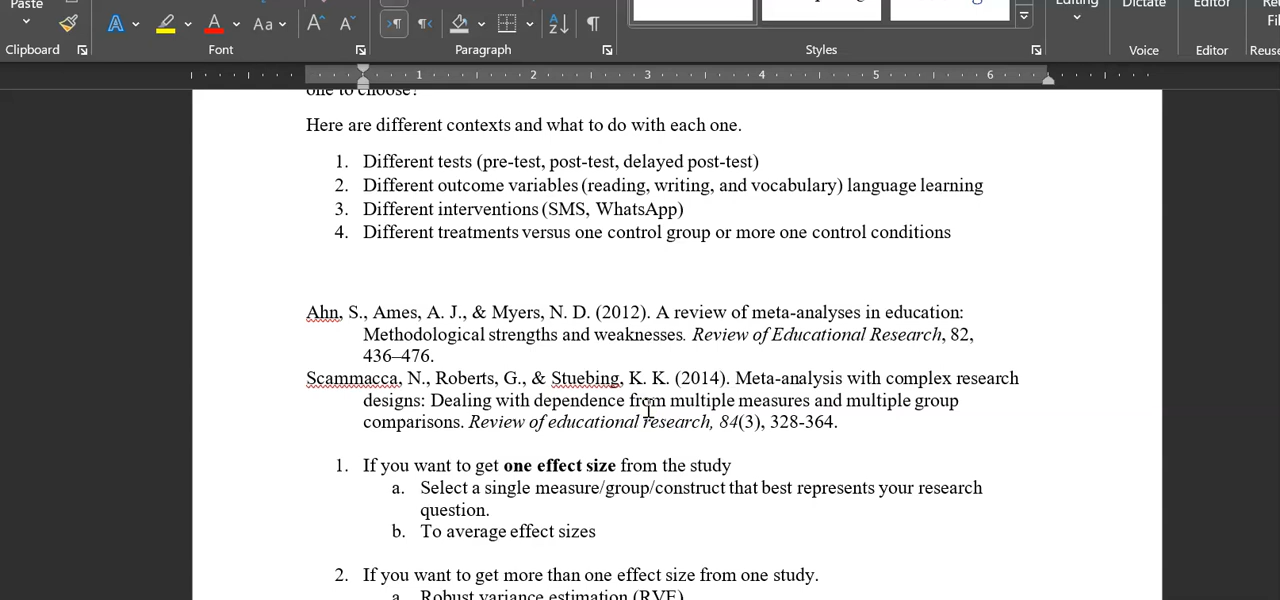 Paste
Editing
Dictate
Editor
Clipboard
Font
Paragraph
Styles
Voice
Editor
Reuse
1 2 3 4 5 6
one to choose?
Here are different contexts and what to do with each one.
1. Different tests (pre-test, post-test, delayed post-test)
2. Different outcome variables (reading, writing, and vocabulary) language learning
3. Different interventions (SMS, WhatsApp)
4. Different treatments versus one control group or more one control conditions
Ahn, S., Ames, A. J., & Myers, N. D. (2012). A review of meta-analyses in education:
Methodological strengths and weaknesses. Review of Educational Research, 82,
436–476.
Scammacca, N., Roberts, G., & Stuebing, K. K. (2014). Meta-analysis with complex research
designs: Dealing with dependence from multiple measures and multiple group
comparisons. Review of educational research, 84(3), 328-364.
1. If you want to get one effect size from the study
a. Select a single measure/group/construct that best represents your research
question.
b. To average effect sizes
2. If you want to get more than one effect size from one study.
a. Robust variance estimation (RVE)